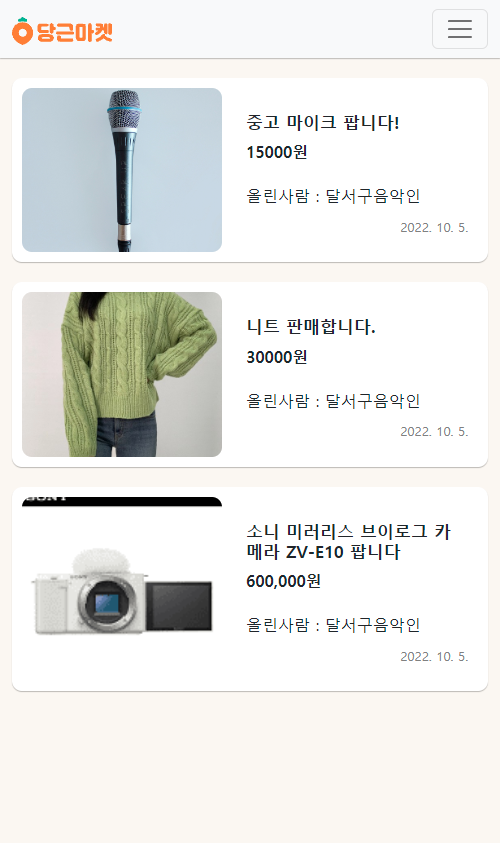 당근마켓
중고 마이크 팝니다!
15000원
올린사람 : 달서구음악인
2022. 10. 5.
니트 판매합니다.
30000원
올린사람 : 달서구음악인
2022. 10. 5.
SONY
소니 미러리스 브이로그 카
메라 ZV-E10 팝니다
600,000원
올린사람 : 달서구음악인
2022. 10. 5.